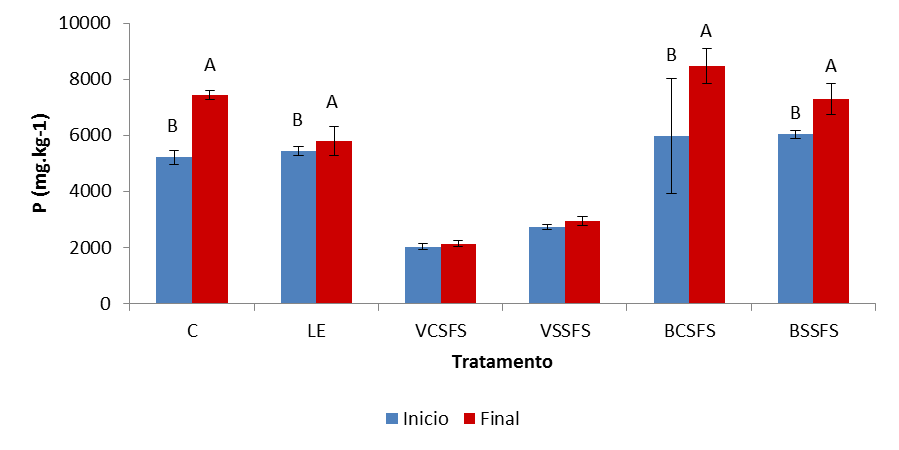 10000
8000
6000
4000
2000
0
P (mg.kg-1)
B A B A B A B A
C LE VCSFS VSSFS BCSFS BSSFS
Tratamento
Inicio Final